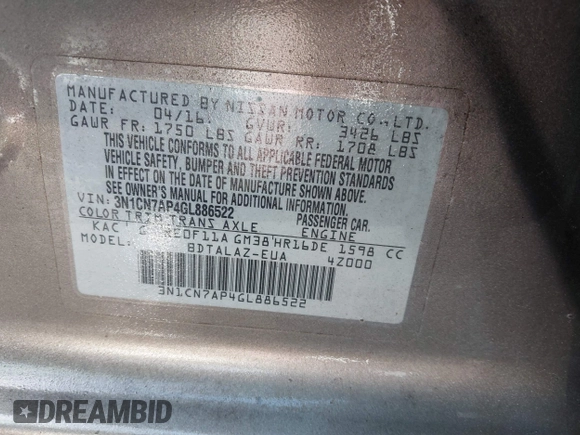 MANUFACTURED BY NISSAN MOTOR CO.,LTD.
DATE: 04/16 GVWR: 3426 LBS
GAWR FR: 1750 LBS GAWR RR: 1708 LBS
THIS VEHICLE CONFORMS TO ALL APPLICABLE FEDERAL MOTOR
VEHICLE SAFETY, BUMPER AND THEFT PREVENTION STANDARDS
IN EFFECT ON THE DATE OF MANUFACTURE SHOWN ABOVE.
SEE OWNER'S MANUAL FOR ADDITIONAL INFORMATION.
VIN: 3N1CN7AP4GL886522 PASSENGER CAR.
COLOR TRIM TRANS AXLE ENGINE
KAC GM38 HR16DE 1598 CC
MODEL: BDTALAZ-EUA 42000
3N1CN7AP4GL886522
DREAMBID